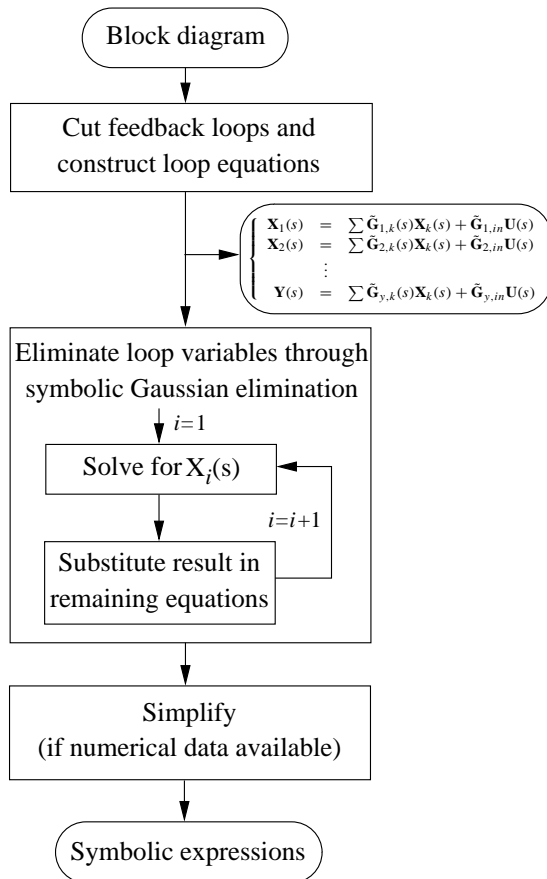 Block diagram
Cut feedback loops and
construct loop equations
X₁(s) = ∑ G̃₁,ₖ(s)Xₖ(s) + G̃₁,ᵢₙU(s)
X₂(s) = ∑ G̃₂,ₖ(s)Xₖ(s) + G̃₂,ᵢₙU(s)
⋮
Y(s) = ∑ G̃_{y,k}(s)Xₖ(s) + G̃_{y,in}U(s)
Eliminate loop variables through
symbolic Gaussian elimination
i=1
Solve for Xᵢ(s)
i=i+1
Substitute result in
remaining equations
Simplify
(if numerical data available)
Symbolic expressions